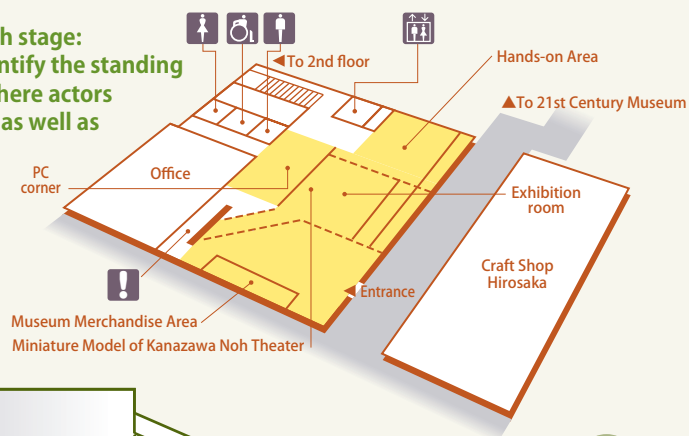 h stage:
ntify the standing
here actors
as well as
◀To 2nd floor
Hands-on Area
▲To 21st Century Museum
PC
corner
Office
Exhibition
room
Craft Shop
Hirosaka
!
◀Entrance
Museum Merchandise Area
Miniature Model of Kanazawa Noh Theater